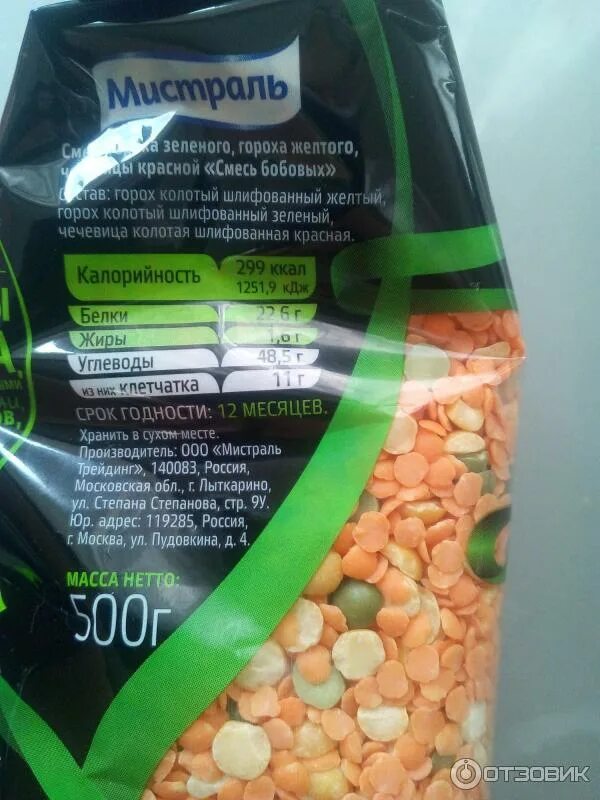 Мистраль
зеленого, гороха желтого,
красной «Смесь бобовых»
Состав: горох колотый шлифованный желтый,
горох колотый шлифованный зеленый,
чечевица колотая шлифованная красная.
Калорийность 299 ккал
1251,9 кДж
Белки 22,6 г
Жиры 1,6 г
Углеводы 48,5 г
из них клетчатка 11 г
СРОК ГОДНОСТИ: 12 МЕСЯЦЕВ.
Хранить в сухом месте.
Производитель: ООО «Мистраль
Трейдинг», 140083, Россия,
Московская обл., г. Лыткарино,
ул. Степана Степанова, стр. 9У.
Юр. адрес: 119285, Россия,
г. Москва, ул. Пудовкина, д. 4.
МАССА НЕТТО:
500г
ОТЗОВИК